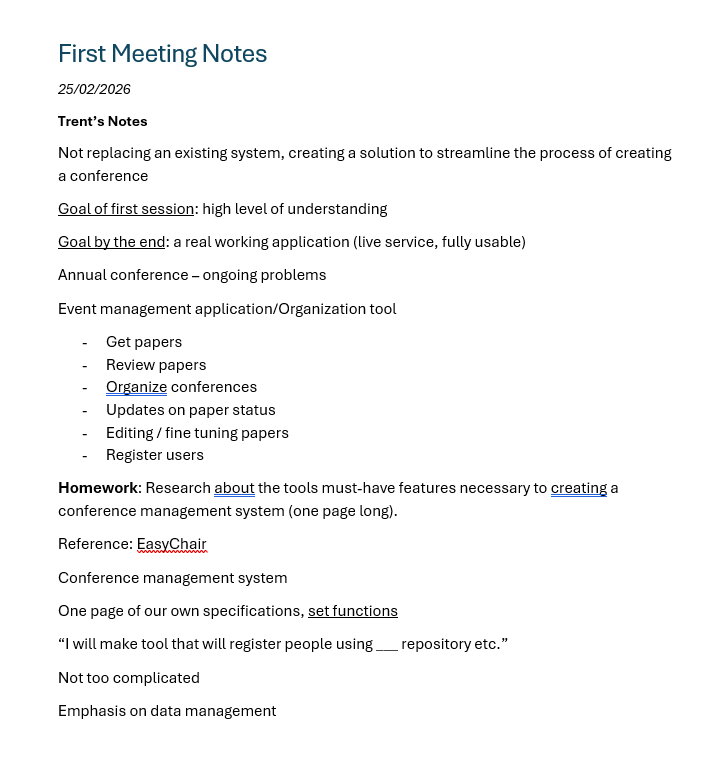 First Meeting Notes
25/02/2026
Trent's Notes
Not replacing an existing system, creating a solution to streamline the process of creating
a conference
Goal of first session: high level of understanding
Goal by the end: a real working application (live service, fully usable)
Annual conference – ongoing problems
Event management application/Organization tool
- Get papers
- Review papers
- Organize conferences
- Updates on paper status
- Editing / fine tuning papers
- Register users
Homework: Research about the tools must-have features necessary to creating a
conference management system (one page long).
Reference: EasyChair
Conference management system
One page of our own specifications, set functions
“I will make tool that will register people using ___ repository etc.”
Not too complicated
Emphasis on data management